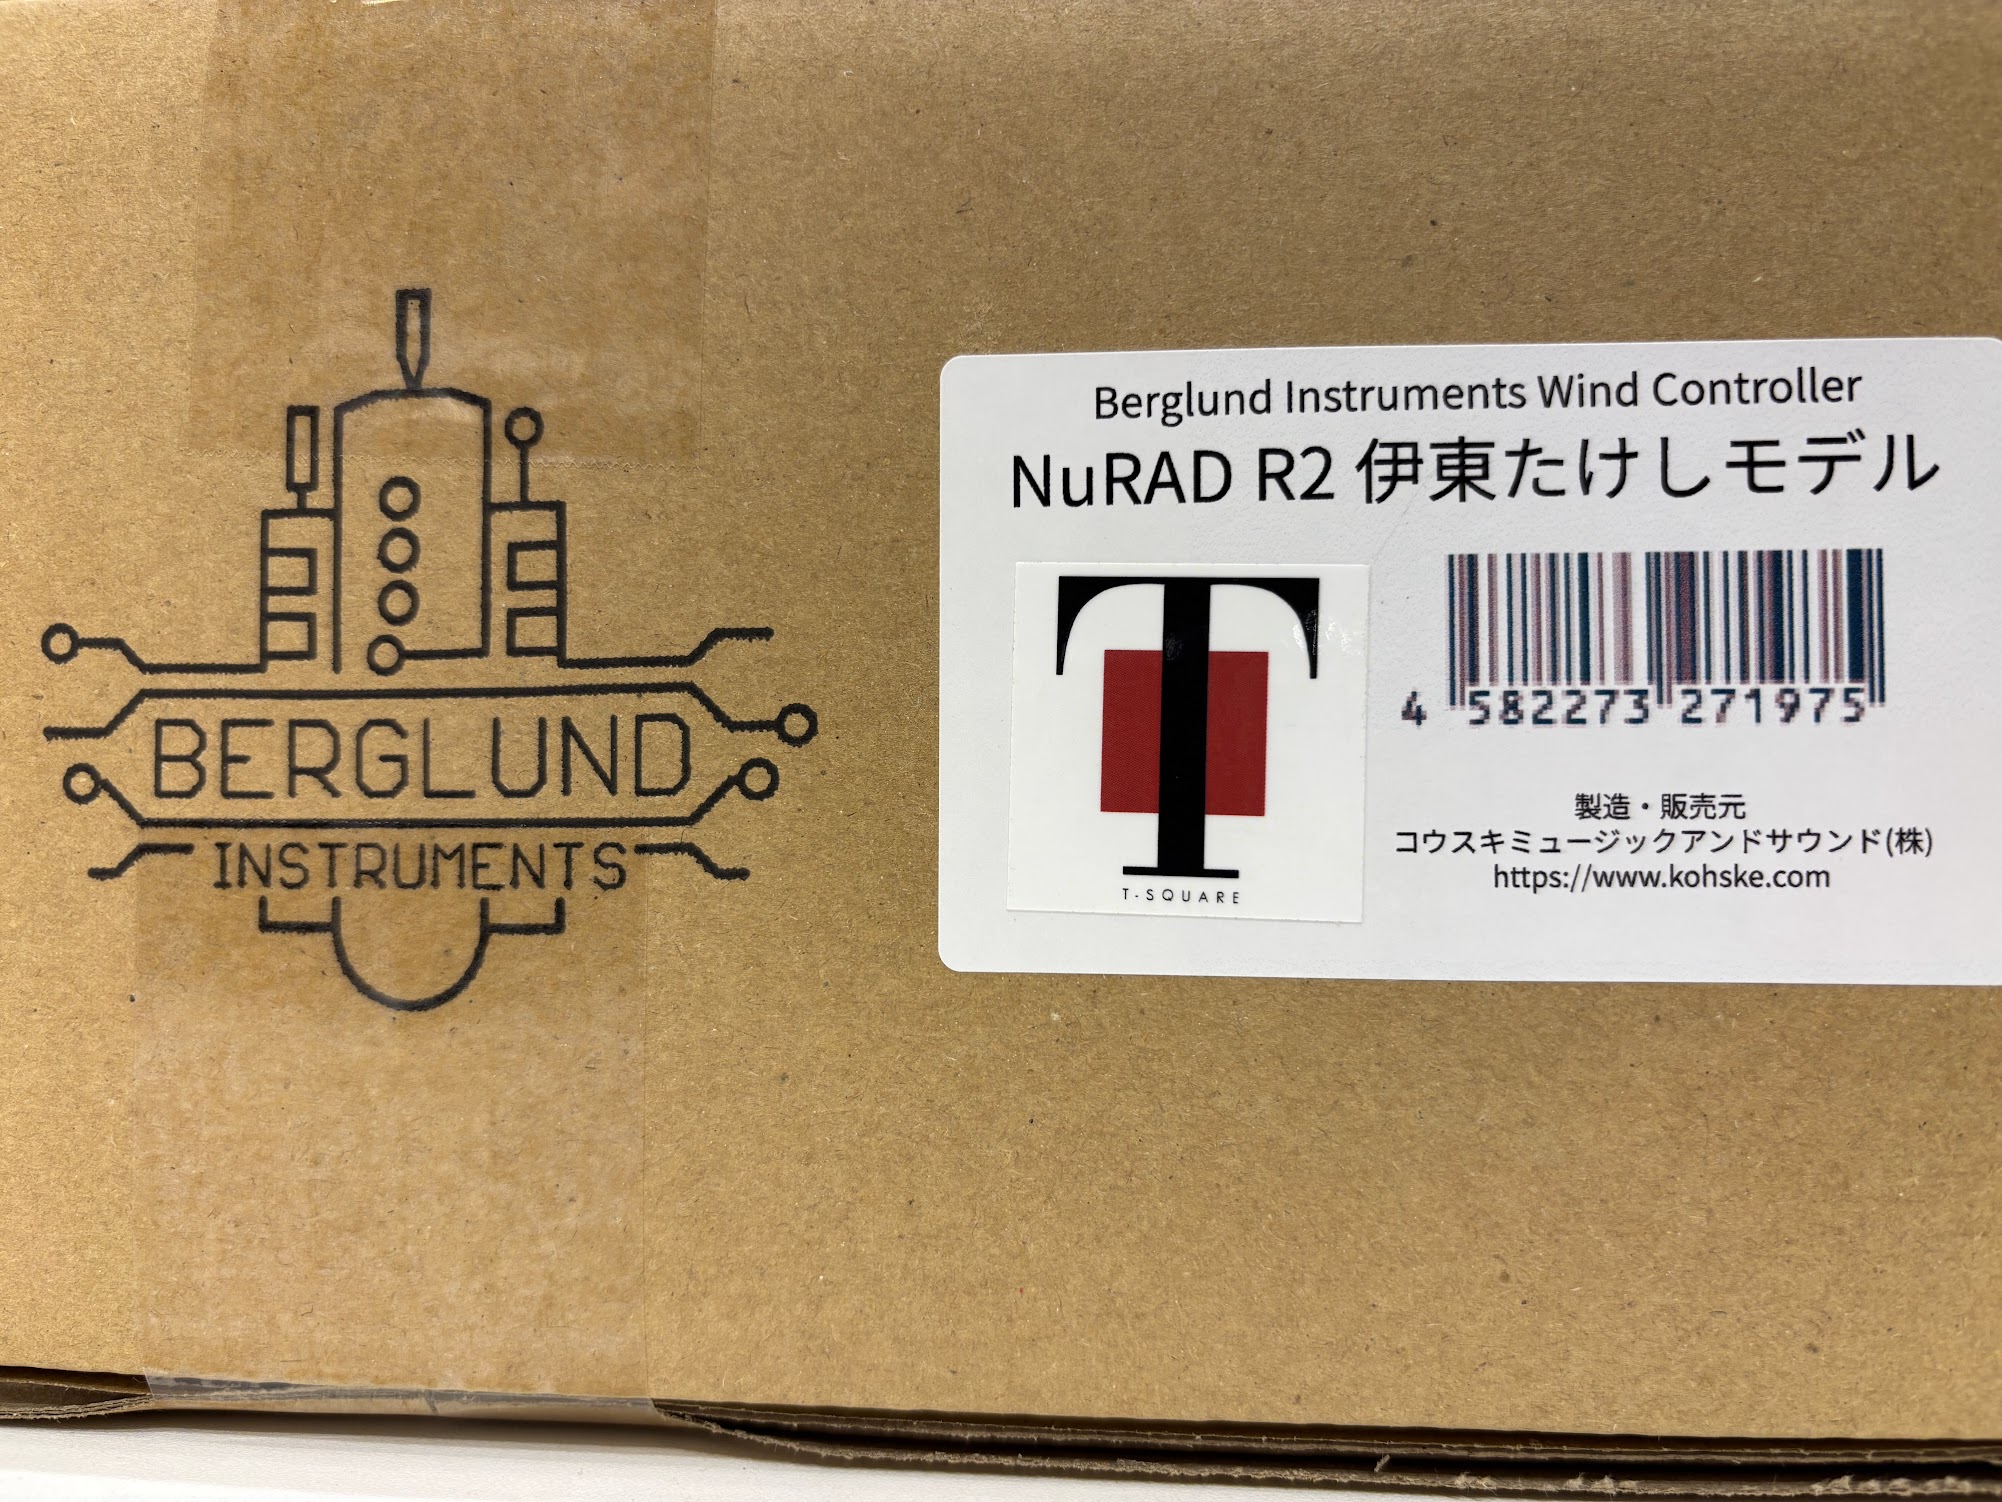 BERGLUND
INSTRUMENTS
Berglund Instruments Wind Controller
NuRAD R2 伊東たけしモデル
T
T-SQUARE
4 582273 271975
製造・販売元
コウスキミュージックアンドサウンド(株)
https://www.kohske.com